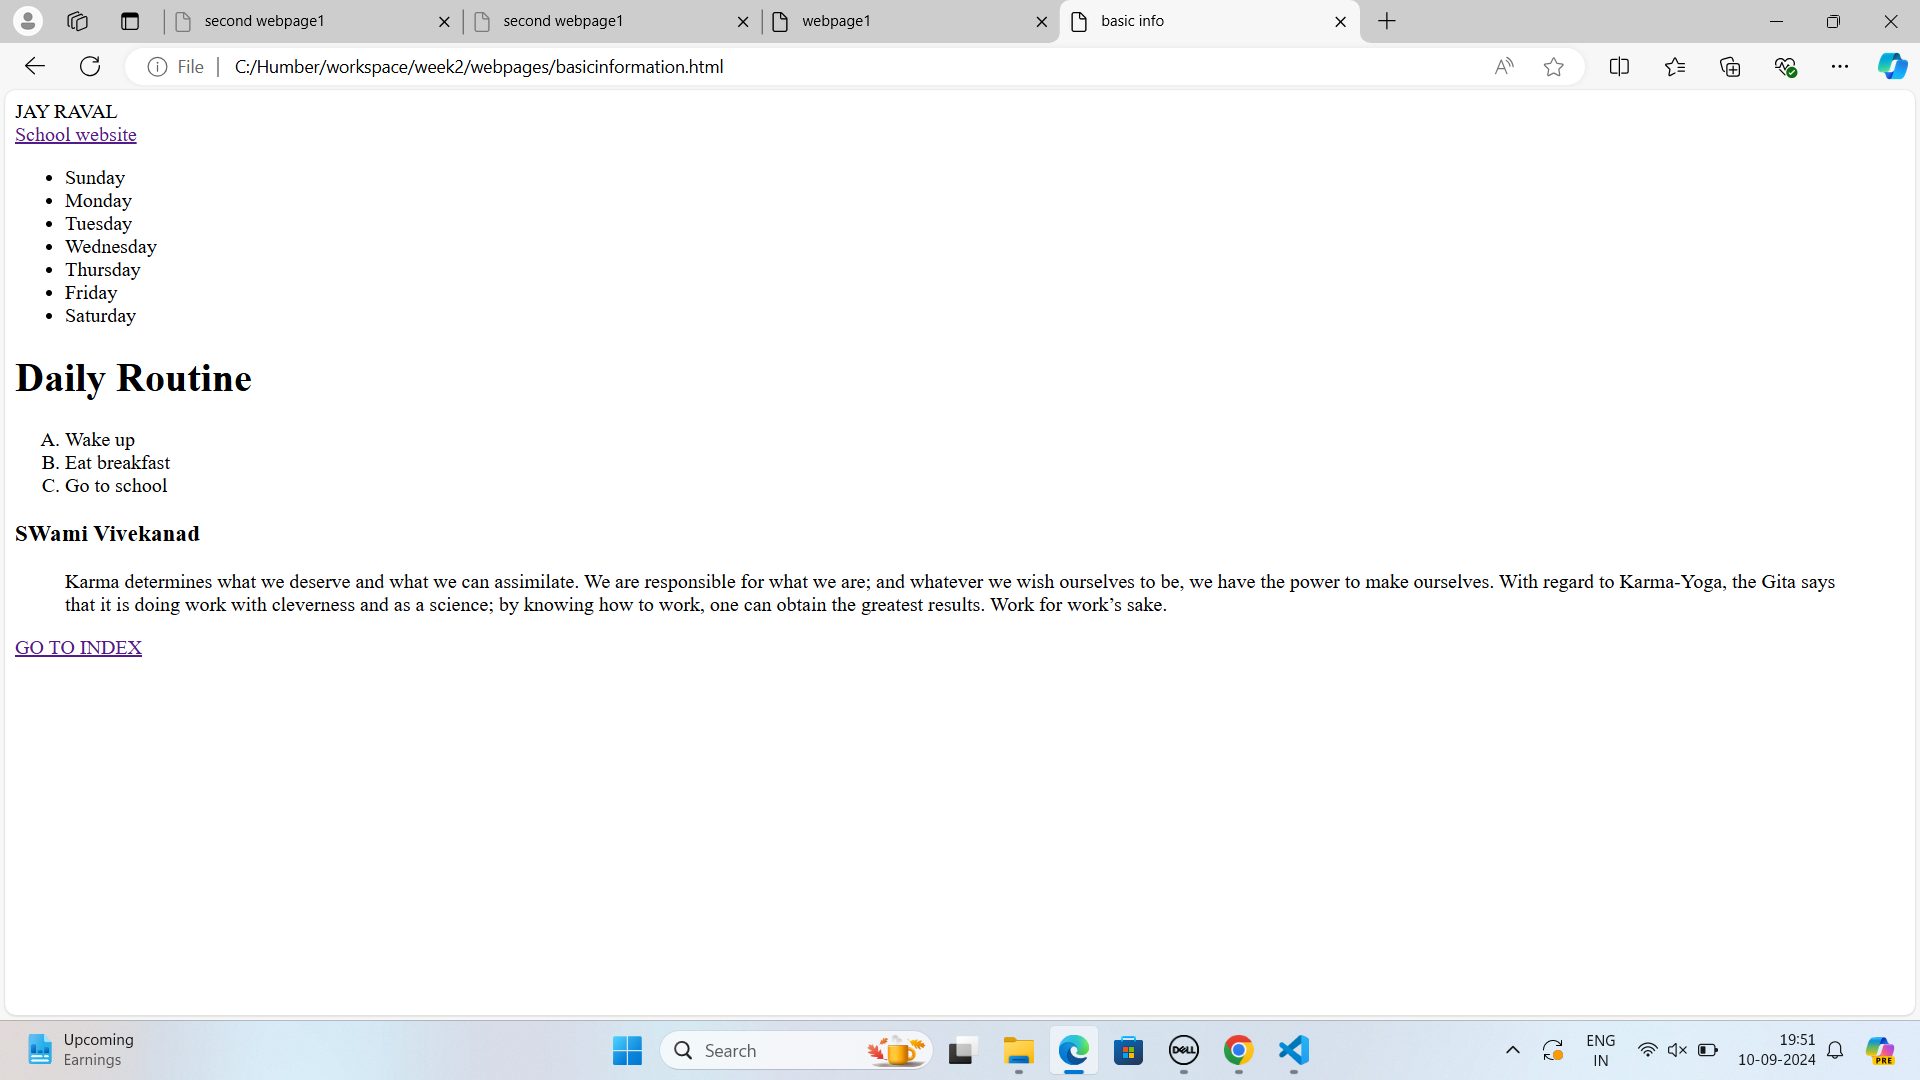 second webpage1
second webpage1
webpage1
basic info
File
C:/Humber/workspace/week2/webpages/basicinformation.html
JAY RAVAL
School website
• Sunday
• Monday
• Tuesday
• Wednesday
• Thursday
• Friday
• Saturday
Daily Routine
A. Wake up
B. Eat breakfast
C. Go to school
SWami Vivekanad
Karma determines what we deserve and what we can assimilate. We are responsible for what we are; and whatever we wish ourselves to be, we have the power to make ourselves. With regard to Karma-Yoga, the Gita says
that it is doing work with cleverness and as a science; by knowing how to work, one can obtain the greatest results. Work for work’s sake.
GO TO INDEX
Upcoming
Earnings
Search
DELL
ENG
IN
19:51
10-09-2024
PRE